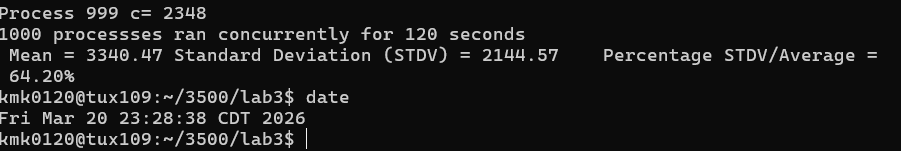 Process 999 c= 2348
1000 processses ran concurrently for 120 seconds
 Mean = 3340.47 Standard Deviation (STDV) = 2144.57    Percentage STDV/Average =
 64.20%
kmk0120@tux109:~/3500/lab3$ date
Fri Mar 20 23:28:38 CDT 2026
kmk0120@tux109:~/3500/lab3$